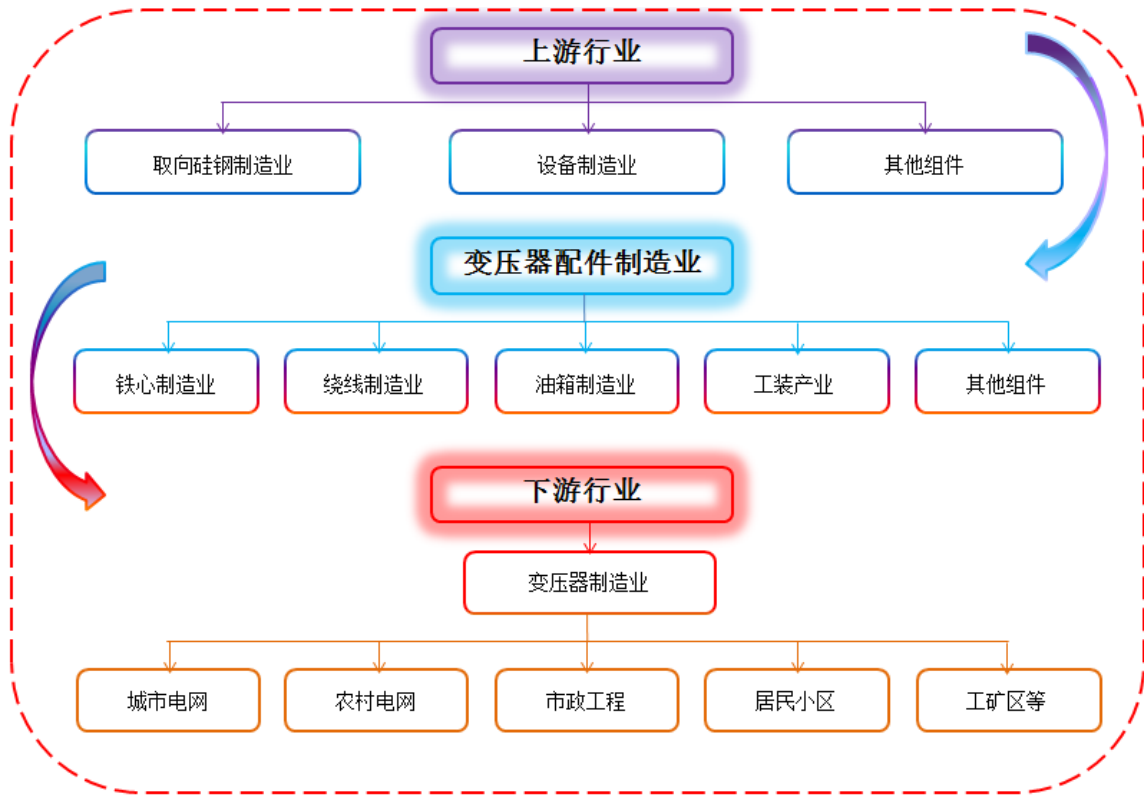 上游行业
取向硅钢制造业
设备制造业
其他组件
变压器配件制造业
铁心制造业
绕线制造业
油箱制造业
工装产业
其他组件
下游行业
变压器制造业
城市电网
农村电网
市政工程
居民小区
工矿区等